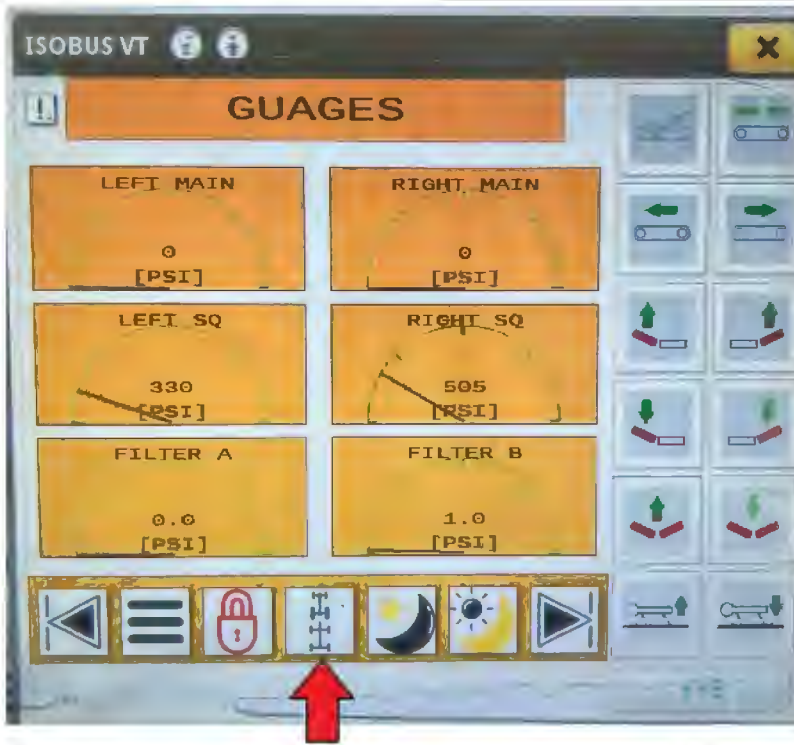 ISOBUS VT
GUAGES
LEFT MAIN
0
[PSI]
RIGHT MAIN
0
[PSI]
LEFT SQ
330
[PSI]
RIGHT SQ
505
[PSI]
FILTER A
0.0
[PSI]
FILTER B
1.0
[PSI]